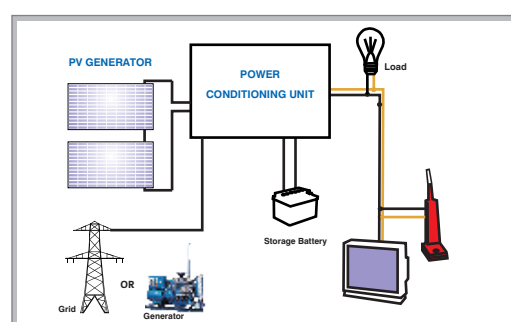 PV GENERATOR
POWER
CONDITIONING UNIT
Load
Storage Battery
Grid
OR
Generator